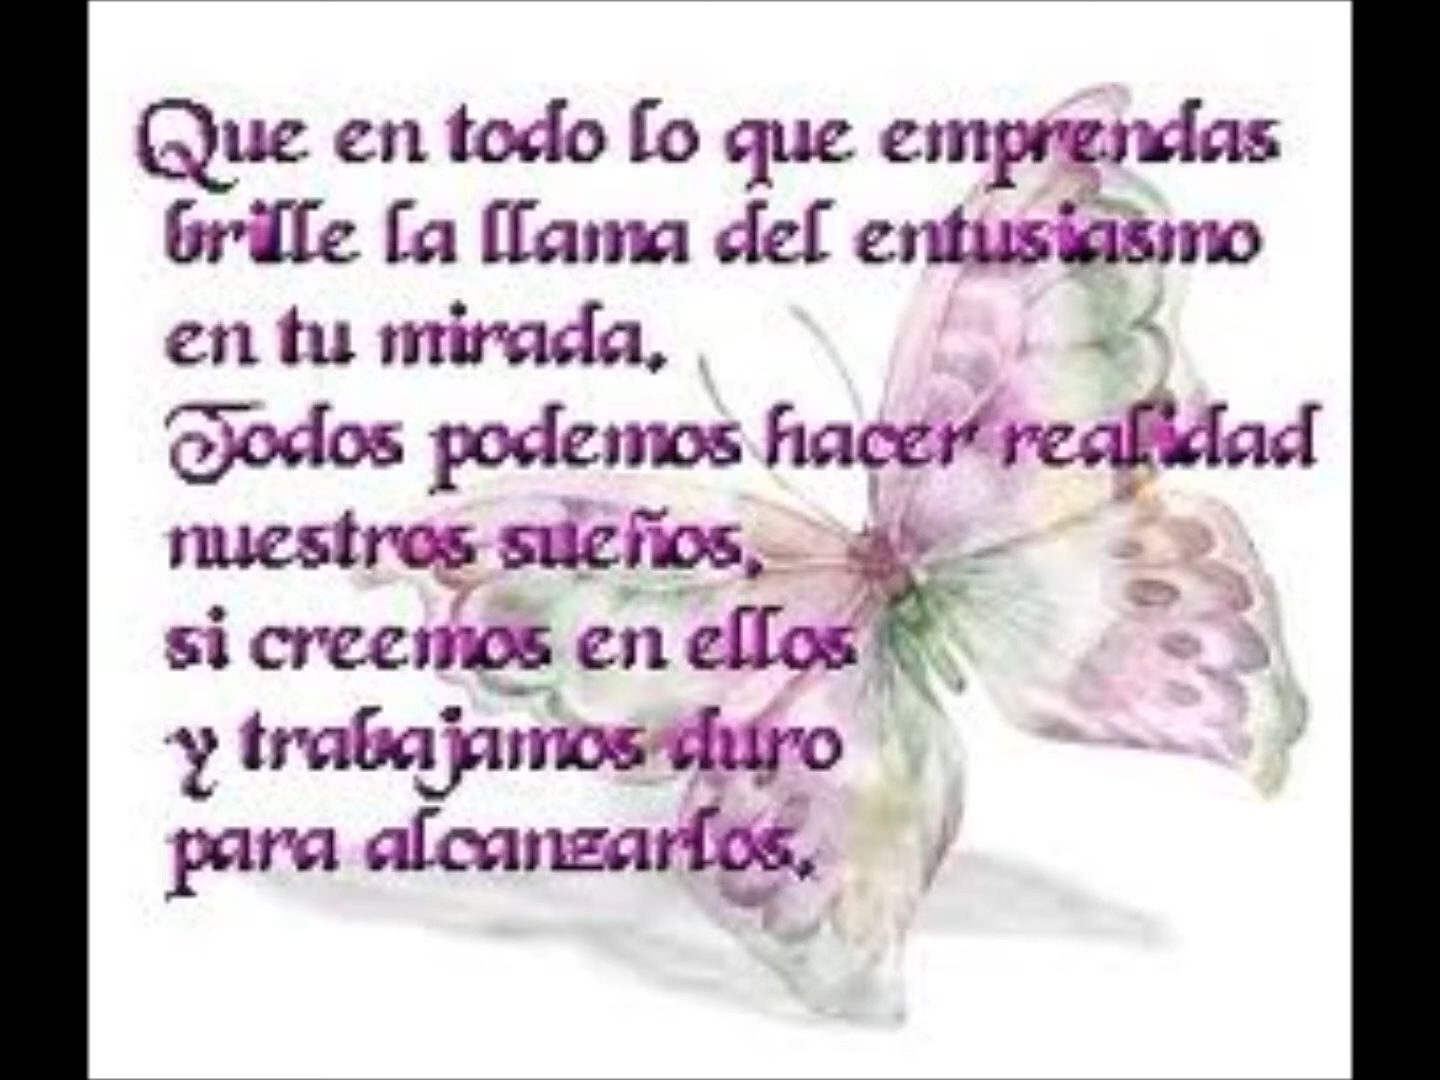 Que en todo lo que emprendas
brille la llama del entusiasmo
en tu mirada.
Todos podemos hacer realidad
nuestros sueños,
si creemos en ellos
y trabajamos duro
para alcanzarlos.